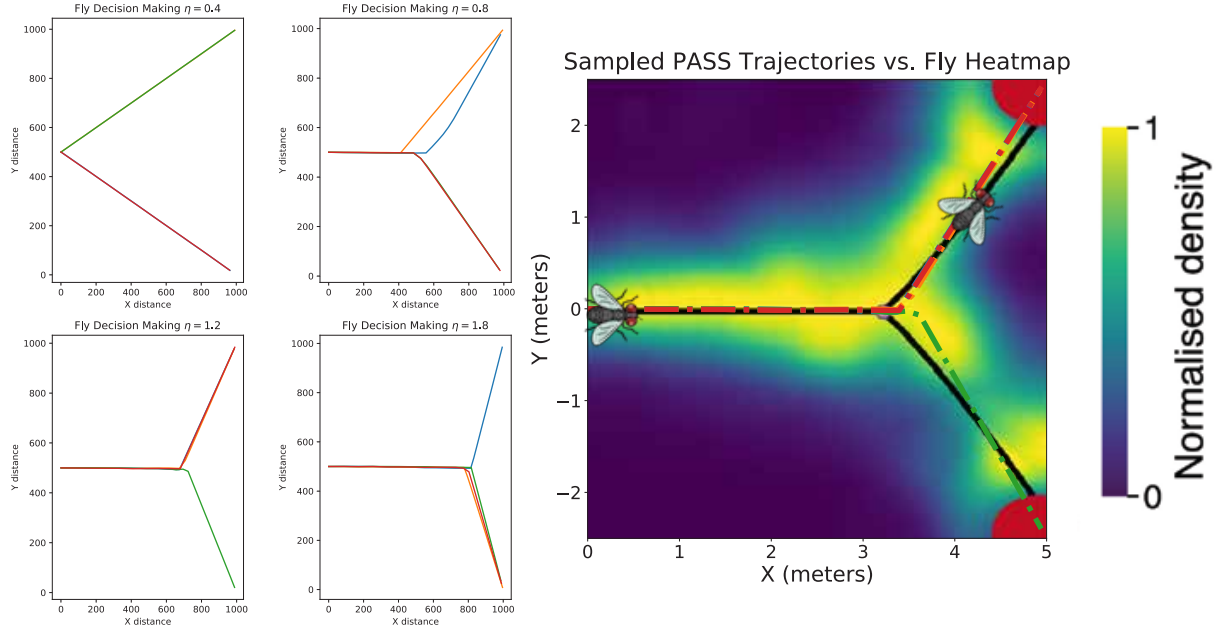 Fly Decision Making η = 0.4
1000
800
600
400
200
0
Y distance
0 200 400 600 800 1000
Fly Decision Making η = 0.8
1000
800
600
400
200
0
Y distance
0 200 400 600 800 1000
Fly Decision Making η = 1.2
1000
800
600
400
200
0
Y distance
0 200 400 600 800 1000
X distance
Fly Decision Making η = 1.8
1000
800
600
400
200
0
Y distance
0 200 400 600 800 1000
X distance
Sampled PASS Trajectories vs. Fly Heatmap
2
1
0
−1
−2
Y (meters)
0 1 2 3 4 5
X (meters)
1
0
Normalised density